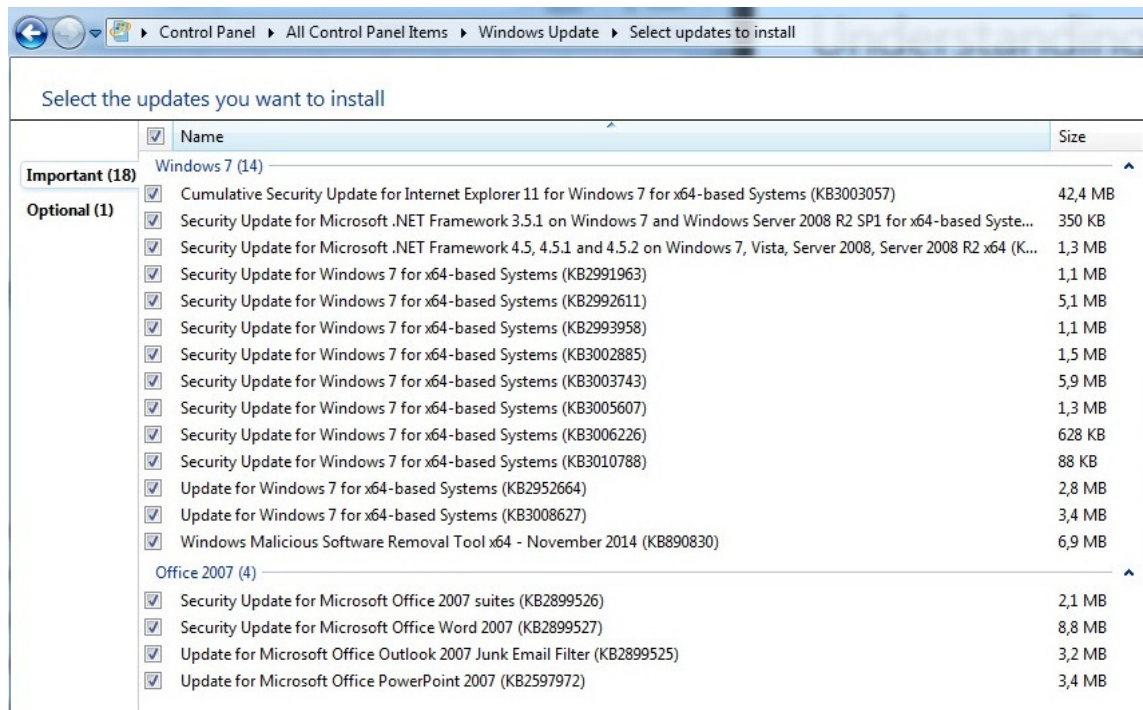 Control Panel ▸ All Control Panel Items ▸ Windows Update ▸ Select updates to install
Understanding
Select the updates you want to install
Name Size
Important (18)
Optional (1)
Windows 7 (14)
Cumulative Security Update for Internet Explorer 11 for Windows 7 for x64-based Systems (KB3003057) 42,4 MB
Security Update for Microsoft .NET Framework 3.5.1 on Windows 7 and Windows Server 2008 R2 SP1 for x64-based Syste... 350 KB
Security Update for Microsoft .NET Framework 4.5, 4.5.1 and 4.5.2 on Windows 7, Vista, Server 2008, Server 2008 R2 x64 (K... 1,3 MB
Security Update for Windows 7 for x64-based Systems (KB2991963) 1,1 MB
Security Update for Windows 7 for x64-based Systems (KB2992611) 5,1 MB
Security Update for Windows 7 for x64-based Systems (KB2993958) 1,1 MB
Security Update for Windows 7 for x64-based Systems (KB3002885) 1,5 MB
Security Update for Windows 7 for x64-based Systems (KB3003743) 5,9 MB
Security Update for Windows 7 for x64-based Systems (KB3005607) 1,3 MB
Security Update for Windows 7 for x64-based Systems (KB3006226) 628 KB
Security Update for Windows 7 for x64-based Systems (KB3010788) 88 KB
Update for Windows 7 for x64-based Systems (KB2952664) 2,8 MB
Update for Windows 7 for x64-based Systems (KB3008627) 3,4 MB
Windows Malicious Software Removal Tool x64 - November 2014 (KB890830) 6,9 MB
Office 2007 (4)
Security Update for Microsoft Office 2007 suites (KB2899526) 2,1 MB
Security Update for Microsoft Office Word 2007 (KB2899527) 8,8 MB
Update for Microsoft Office Outlook 2007 Junk Email Filter (KB2899525) 3,2 MB
Update for Microsoft Office PowerPoint 2007 (KB2597972) 3,4 MB